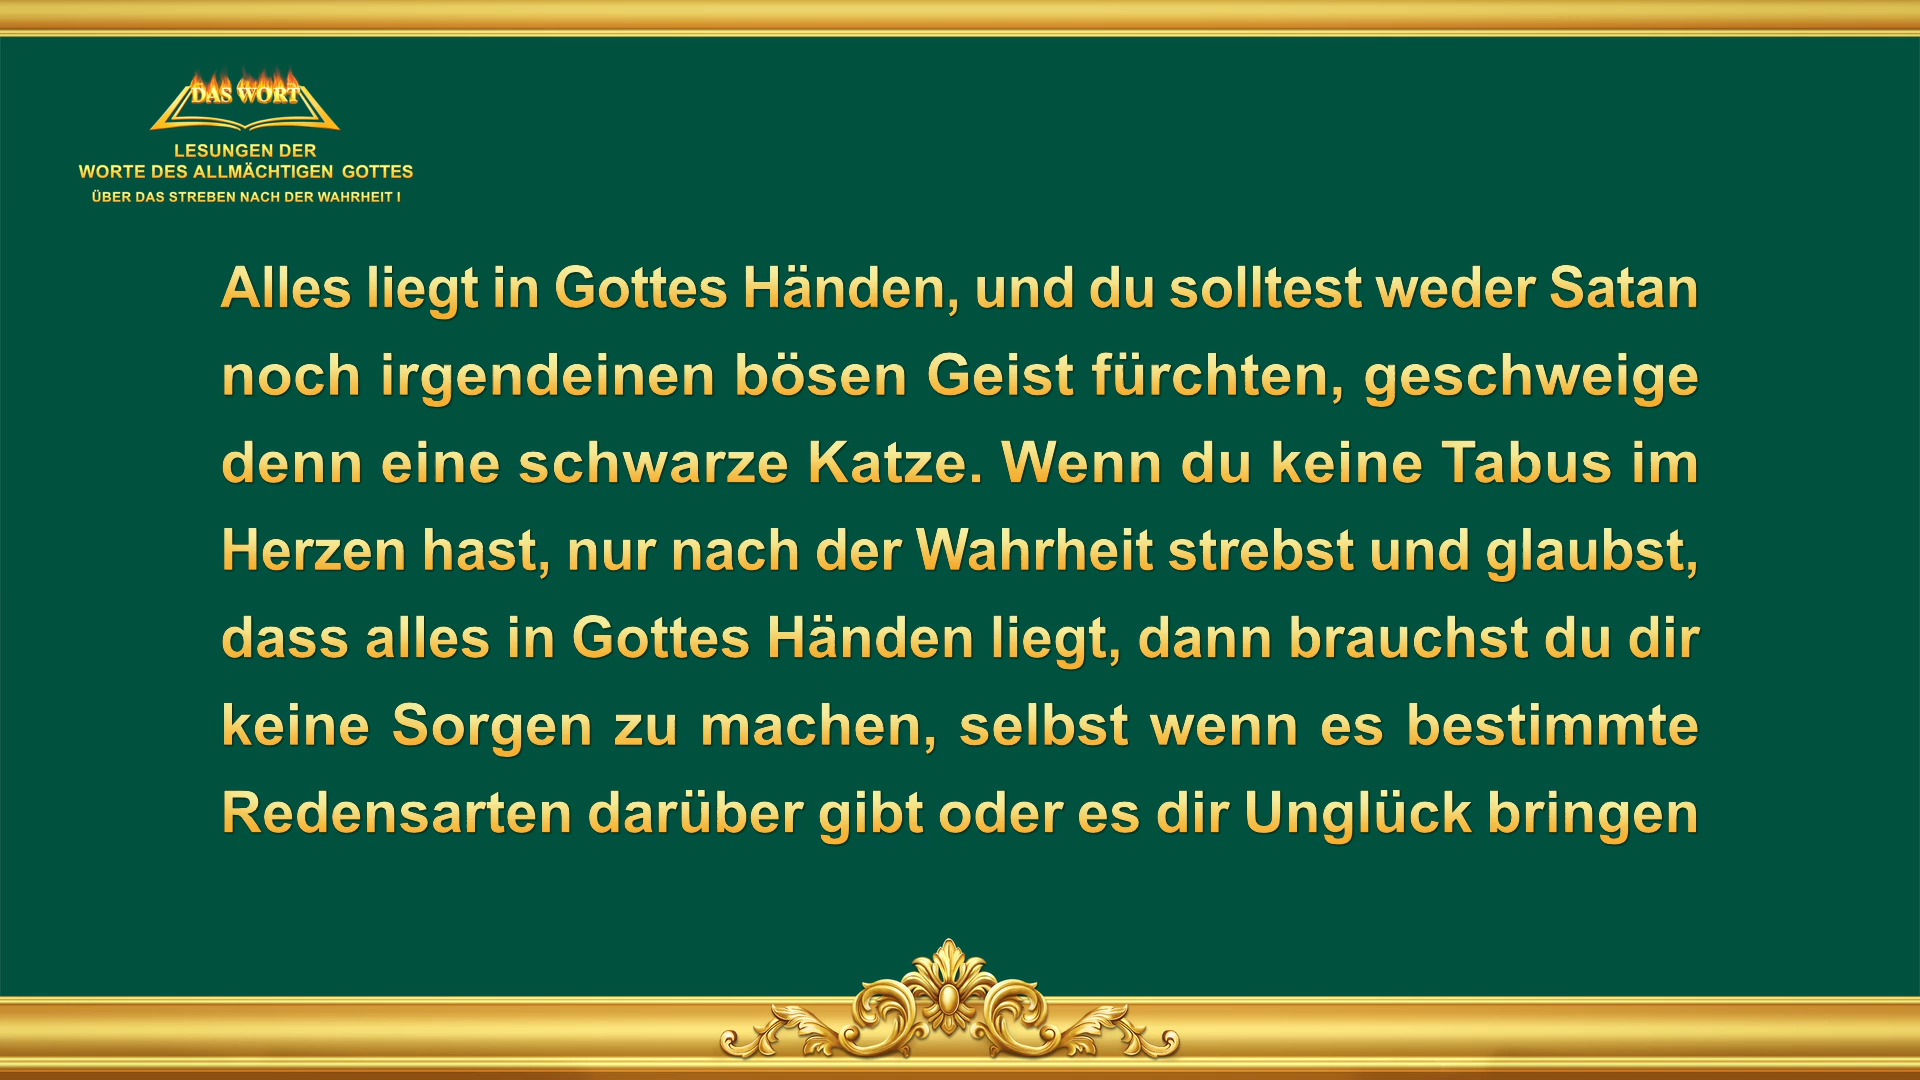 DAS WORT
LESUNGEN DER
WORTE DES ALLMÄCHTIGEN GOTTES
ÜBER DAS STREBEN NACH DER WAHRHEIT I
Alles liegt in Gottes Händen, und du solltest weder Satan
noch irgendeinen bösen Geist fürchten, geschweige
denn eine schwarze Katze. Wenn du keine Tabus im
Herzen hast, nur nach der Wahrheit strebst und glaubst,
dass alles in Gottes Händen liegt, dann brauchst du dir
keine Sorgen zu machen, selbst wenn es bestimmte
Redensarten darüber gibt oder es dir Unglück bringen